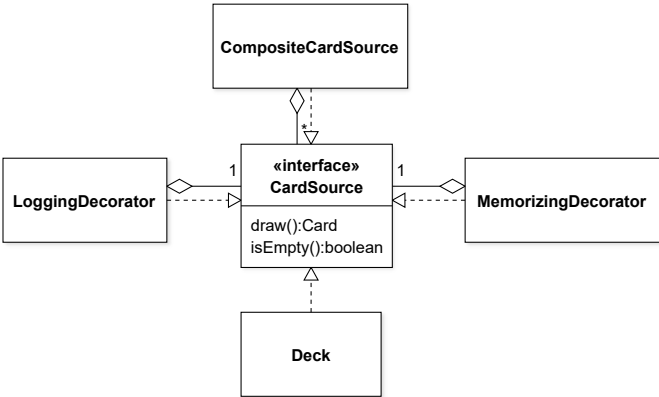 CompositeCardSource
*
«interface»
CardSource
1
1
LoggingDecorator
MemorizingDecorator
draw():Card
isEmpty():boolean
Deck